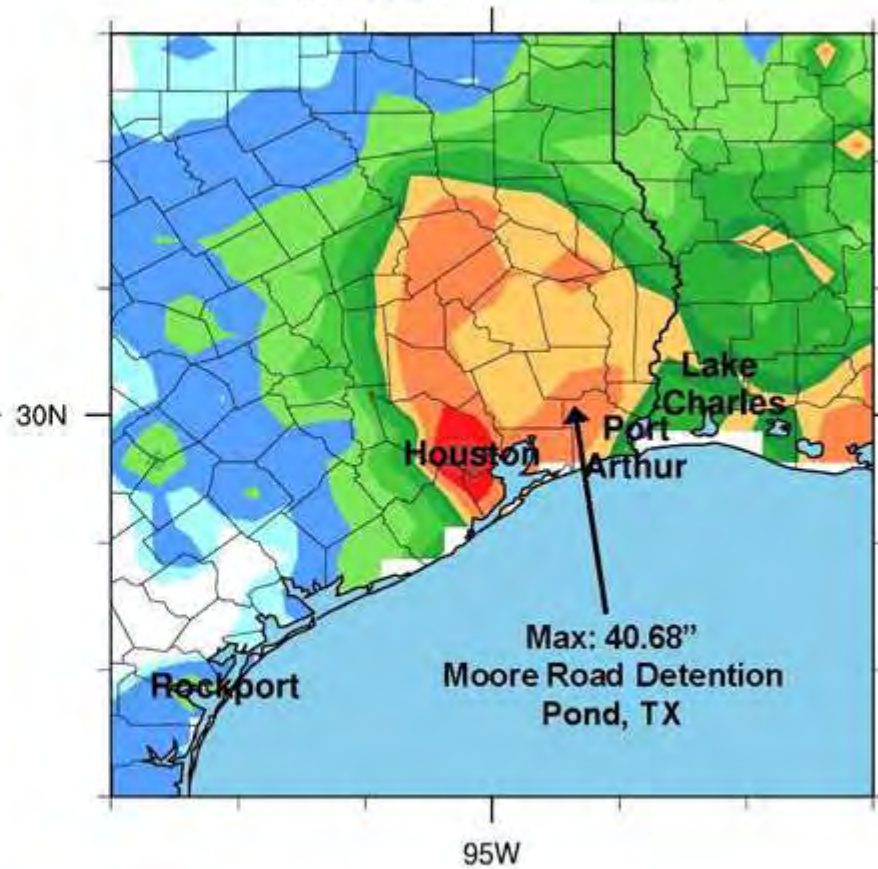 Lake
Charles
30N
Port
Houston
Arthur
Max: 40.68”
Moore Road Detention
Pond, TX
Rockport
95W